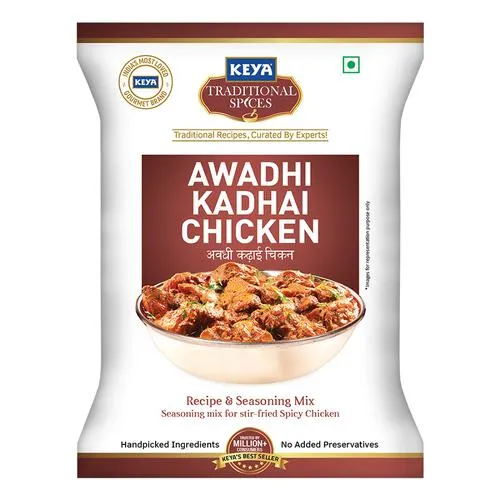 INDIA'S MOST LOVED
KEYA®
GOURMET BRAND
KEYA®
TRADITIONAL
SPICES
Traditional Recipes, Curated By Experts!
AWADHI
KADHAI
CHICKEN
अवधी कढ़ाई चिकन
*Images for representation purpose only
Recipe & Seasoning Mix
Seasoning mix for stir-fried Spicy Chicken
Handpicked Ingredients
TRUSTED BY
MILLION+
CONSUMERS
KEYA'S BEST SELLER
No Added Preservatives